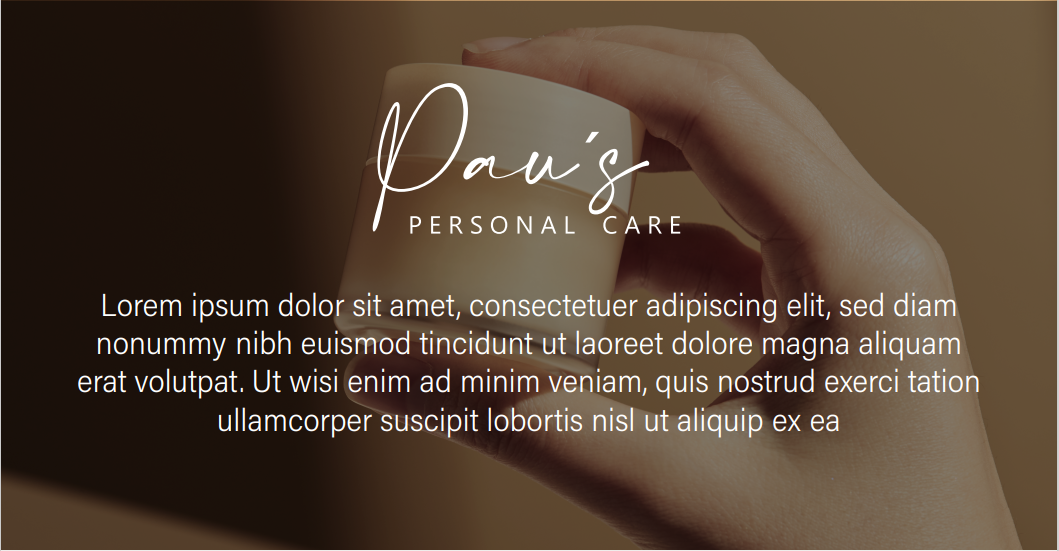 Pau's
PERSONAL CARE
Lorem ipsum dolor sit amet, consectetuer adipiscing elit, sed diam
nonummy nibh euismod tincidunt ut laoreet dolore magna aliquam
erat volutpat. Ut wisi enim ad minim veniam, quis nostrud exerci tation
ullamcorper suscipit lobortis nisl ut aliquip ex ea